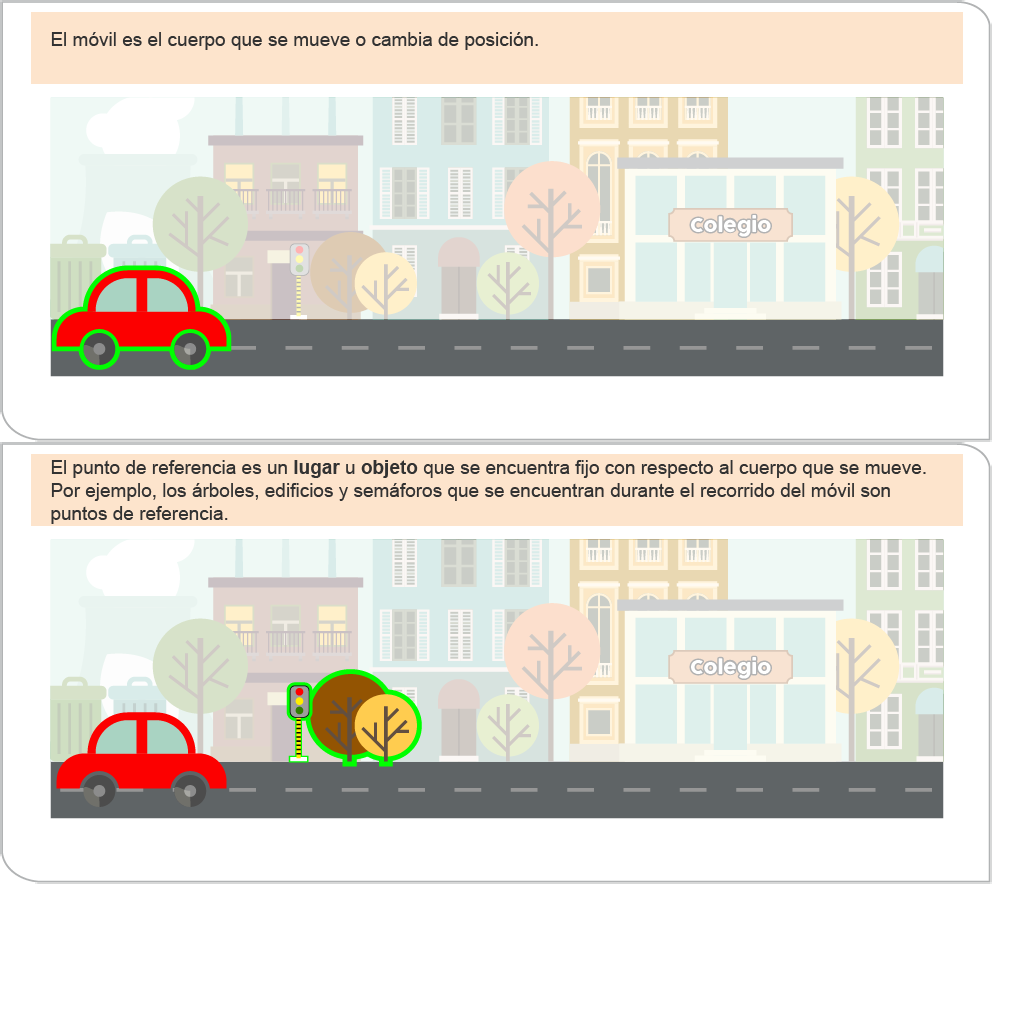 El móvil es el cuerpo que se mueve o cambia de posición.
Colegio
El punto de referencia es un lugar u objeto que se encuentra fijo con respecto al cuerpo que se mueve.
Por ejemplo, los árboles, edificios y semáforos que se encuentran durante el recorrido del móvil son
puntos de referencia.
Colegio